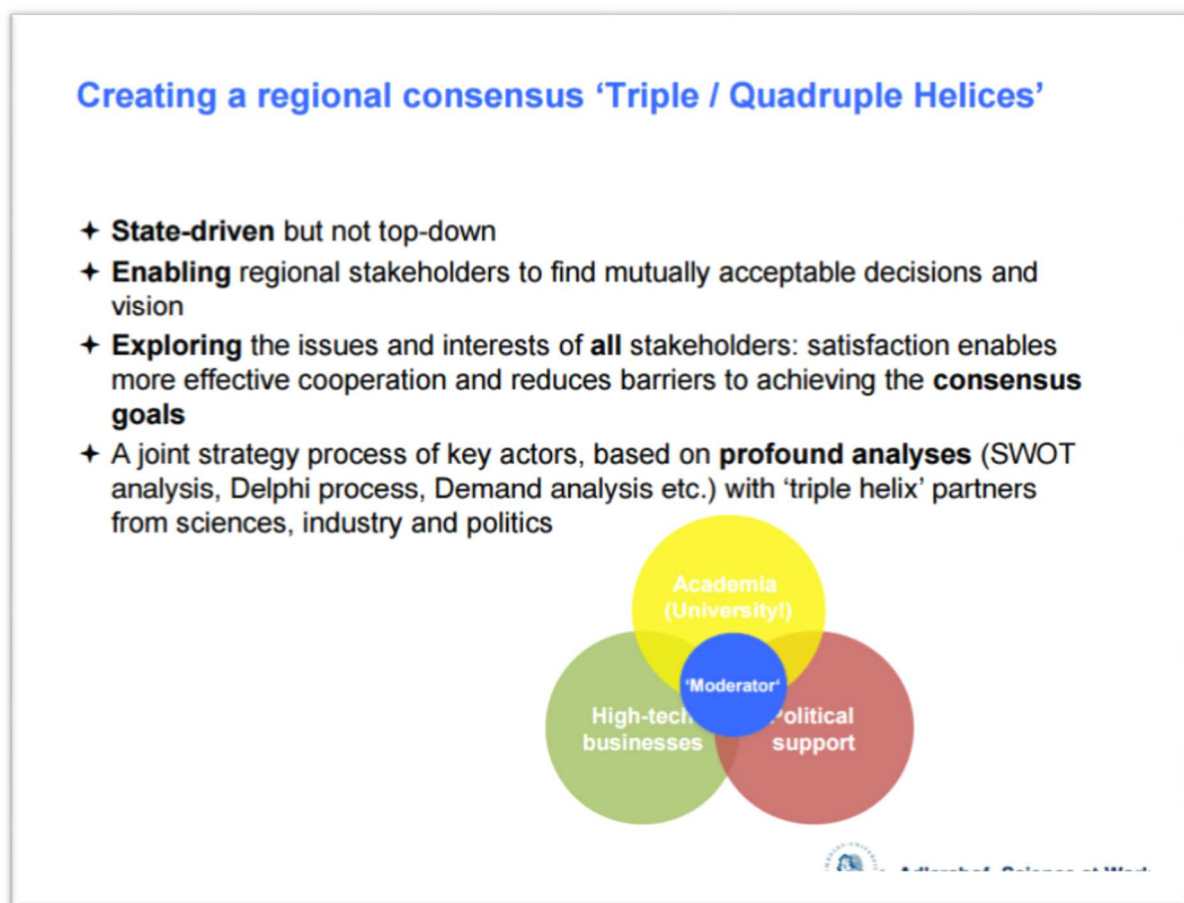 Creating a regional consensus ‘Triple / Quadruple Helices’
State-driven but not top-down
Enabling regional stakeholders to find mutually acceptable decisions and
vision
Exploring the issues and interests of all stakeholders: satisfaction enables
more effective cooperation and reduces barriers to achieving the consensus
goals
A joint strategy process of key actors, based on profound analyses (SWOT
analysis, Delphi process, Demand analysis etc.) with ‘triple helix’ partners
from sciences, industry and politics
Academia
(University!)
‘Moderator‘
High-tech
businesses
Political
support